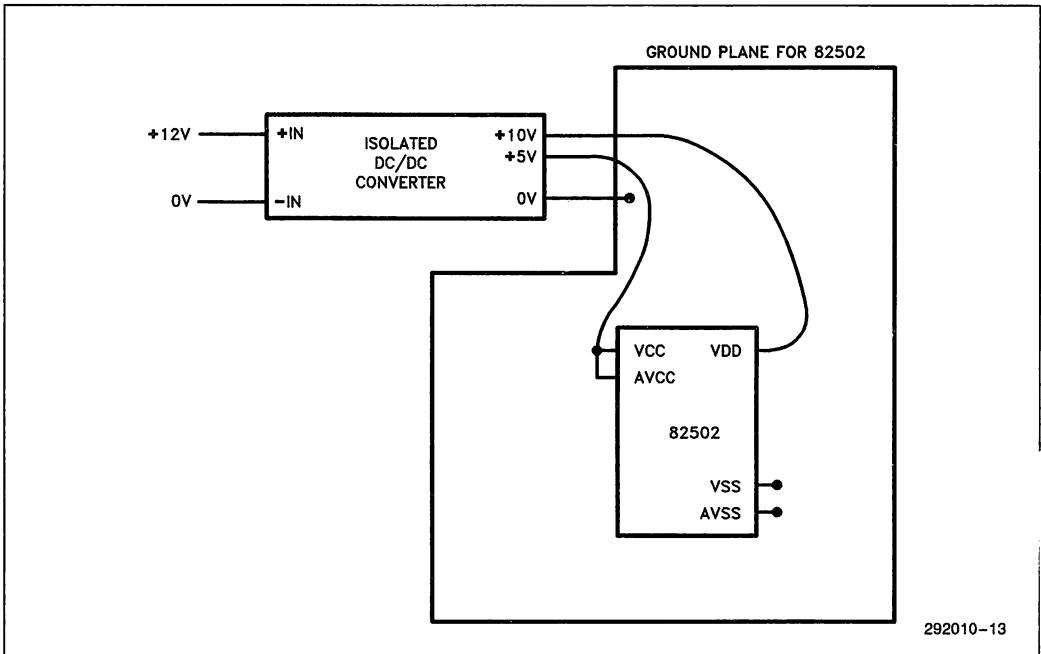 GROUND PLANE FOR 82502
+12V
+IN
ISOLATED
DC/DC
CONVERTER
+10V
+5V
0V
0V
-IN
VCC
VDD
AVCC
82502
VSS
AVSS
292010-13